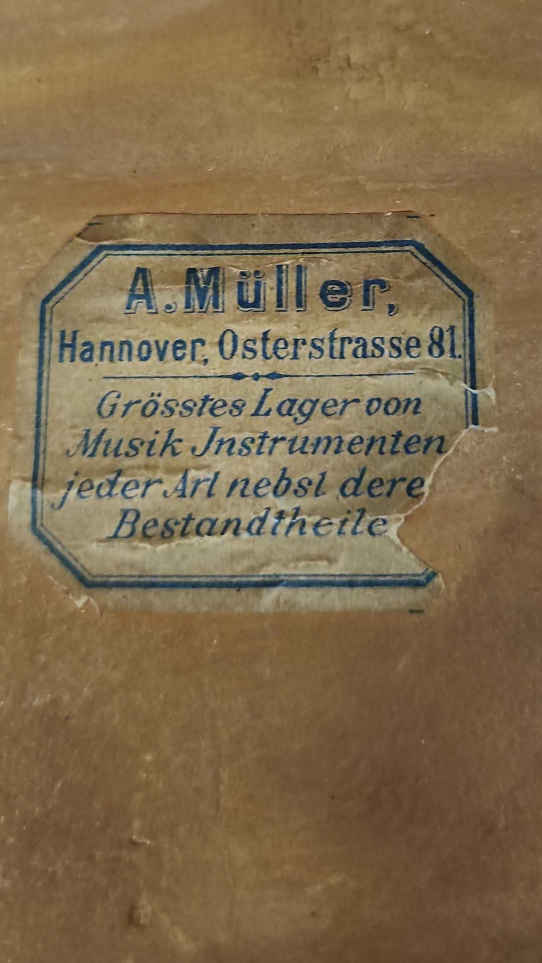 A. Müller,
Hannover, Osterstrasse 81.
Grösstes Lager von
Musik Jnstrumenten
jeder Art nebst dere
Bestandtheile